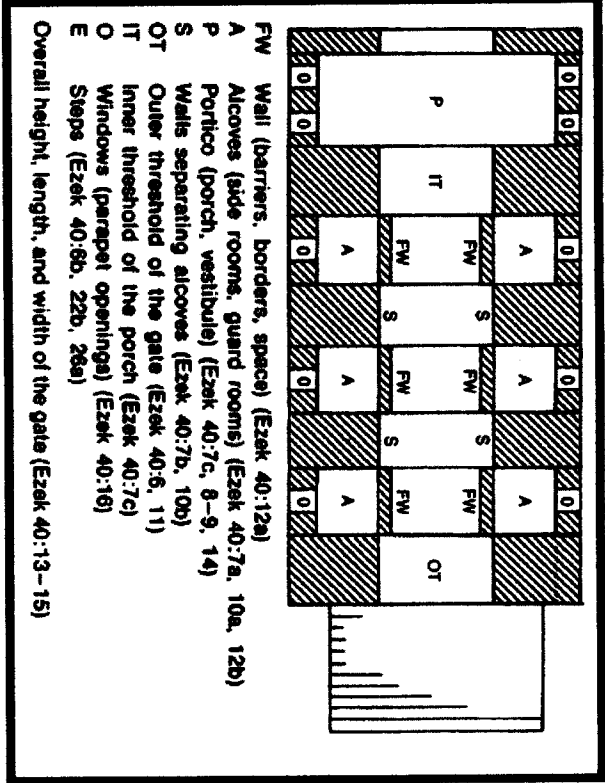 O O O O O
P IT A A A OT
FW FW FW
S S
S S
FW FW FW
A A A
O O O O O
FW Wall (barriers, borders, space) (Ezek 40:12a)
A Alcoves (side rooms, guard rooms) (Ezek 40:7a, 10a, 12b)
P Portico (porch, vestibule) (Ezek 40:7c, 8–9, 14)
S Walls separating alcoves (Ezek 40:7b, 10b)
OT Outer threshold of the gate (Ezek 40:6, 11)
IT Inner threshold of the porch (Ezek 40:7c)
O Windows (parapet openings) (Ezek 40:16)
E Steps (Ezek 40:6b, 22b, 26a)
Overall height, length, and width of the gate (Ezek 40:13–15)